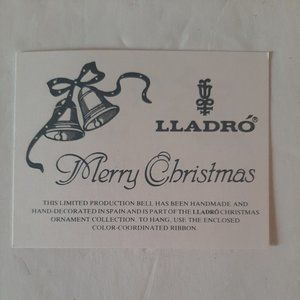 LLADRÓ®
Merry Christmas
THIS LIMITED PRODUCTION BELL HAS BEEN HANDMADE AND
HAND-DECORATED IN SPAIN AND IS PART OF THE LLADRÓ CHRISTMAS
ORNAMENT COLLECTION. TO HANG, USE THE ENCLOSED
COLOR-COORDINATED RIBBON.